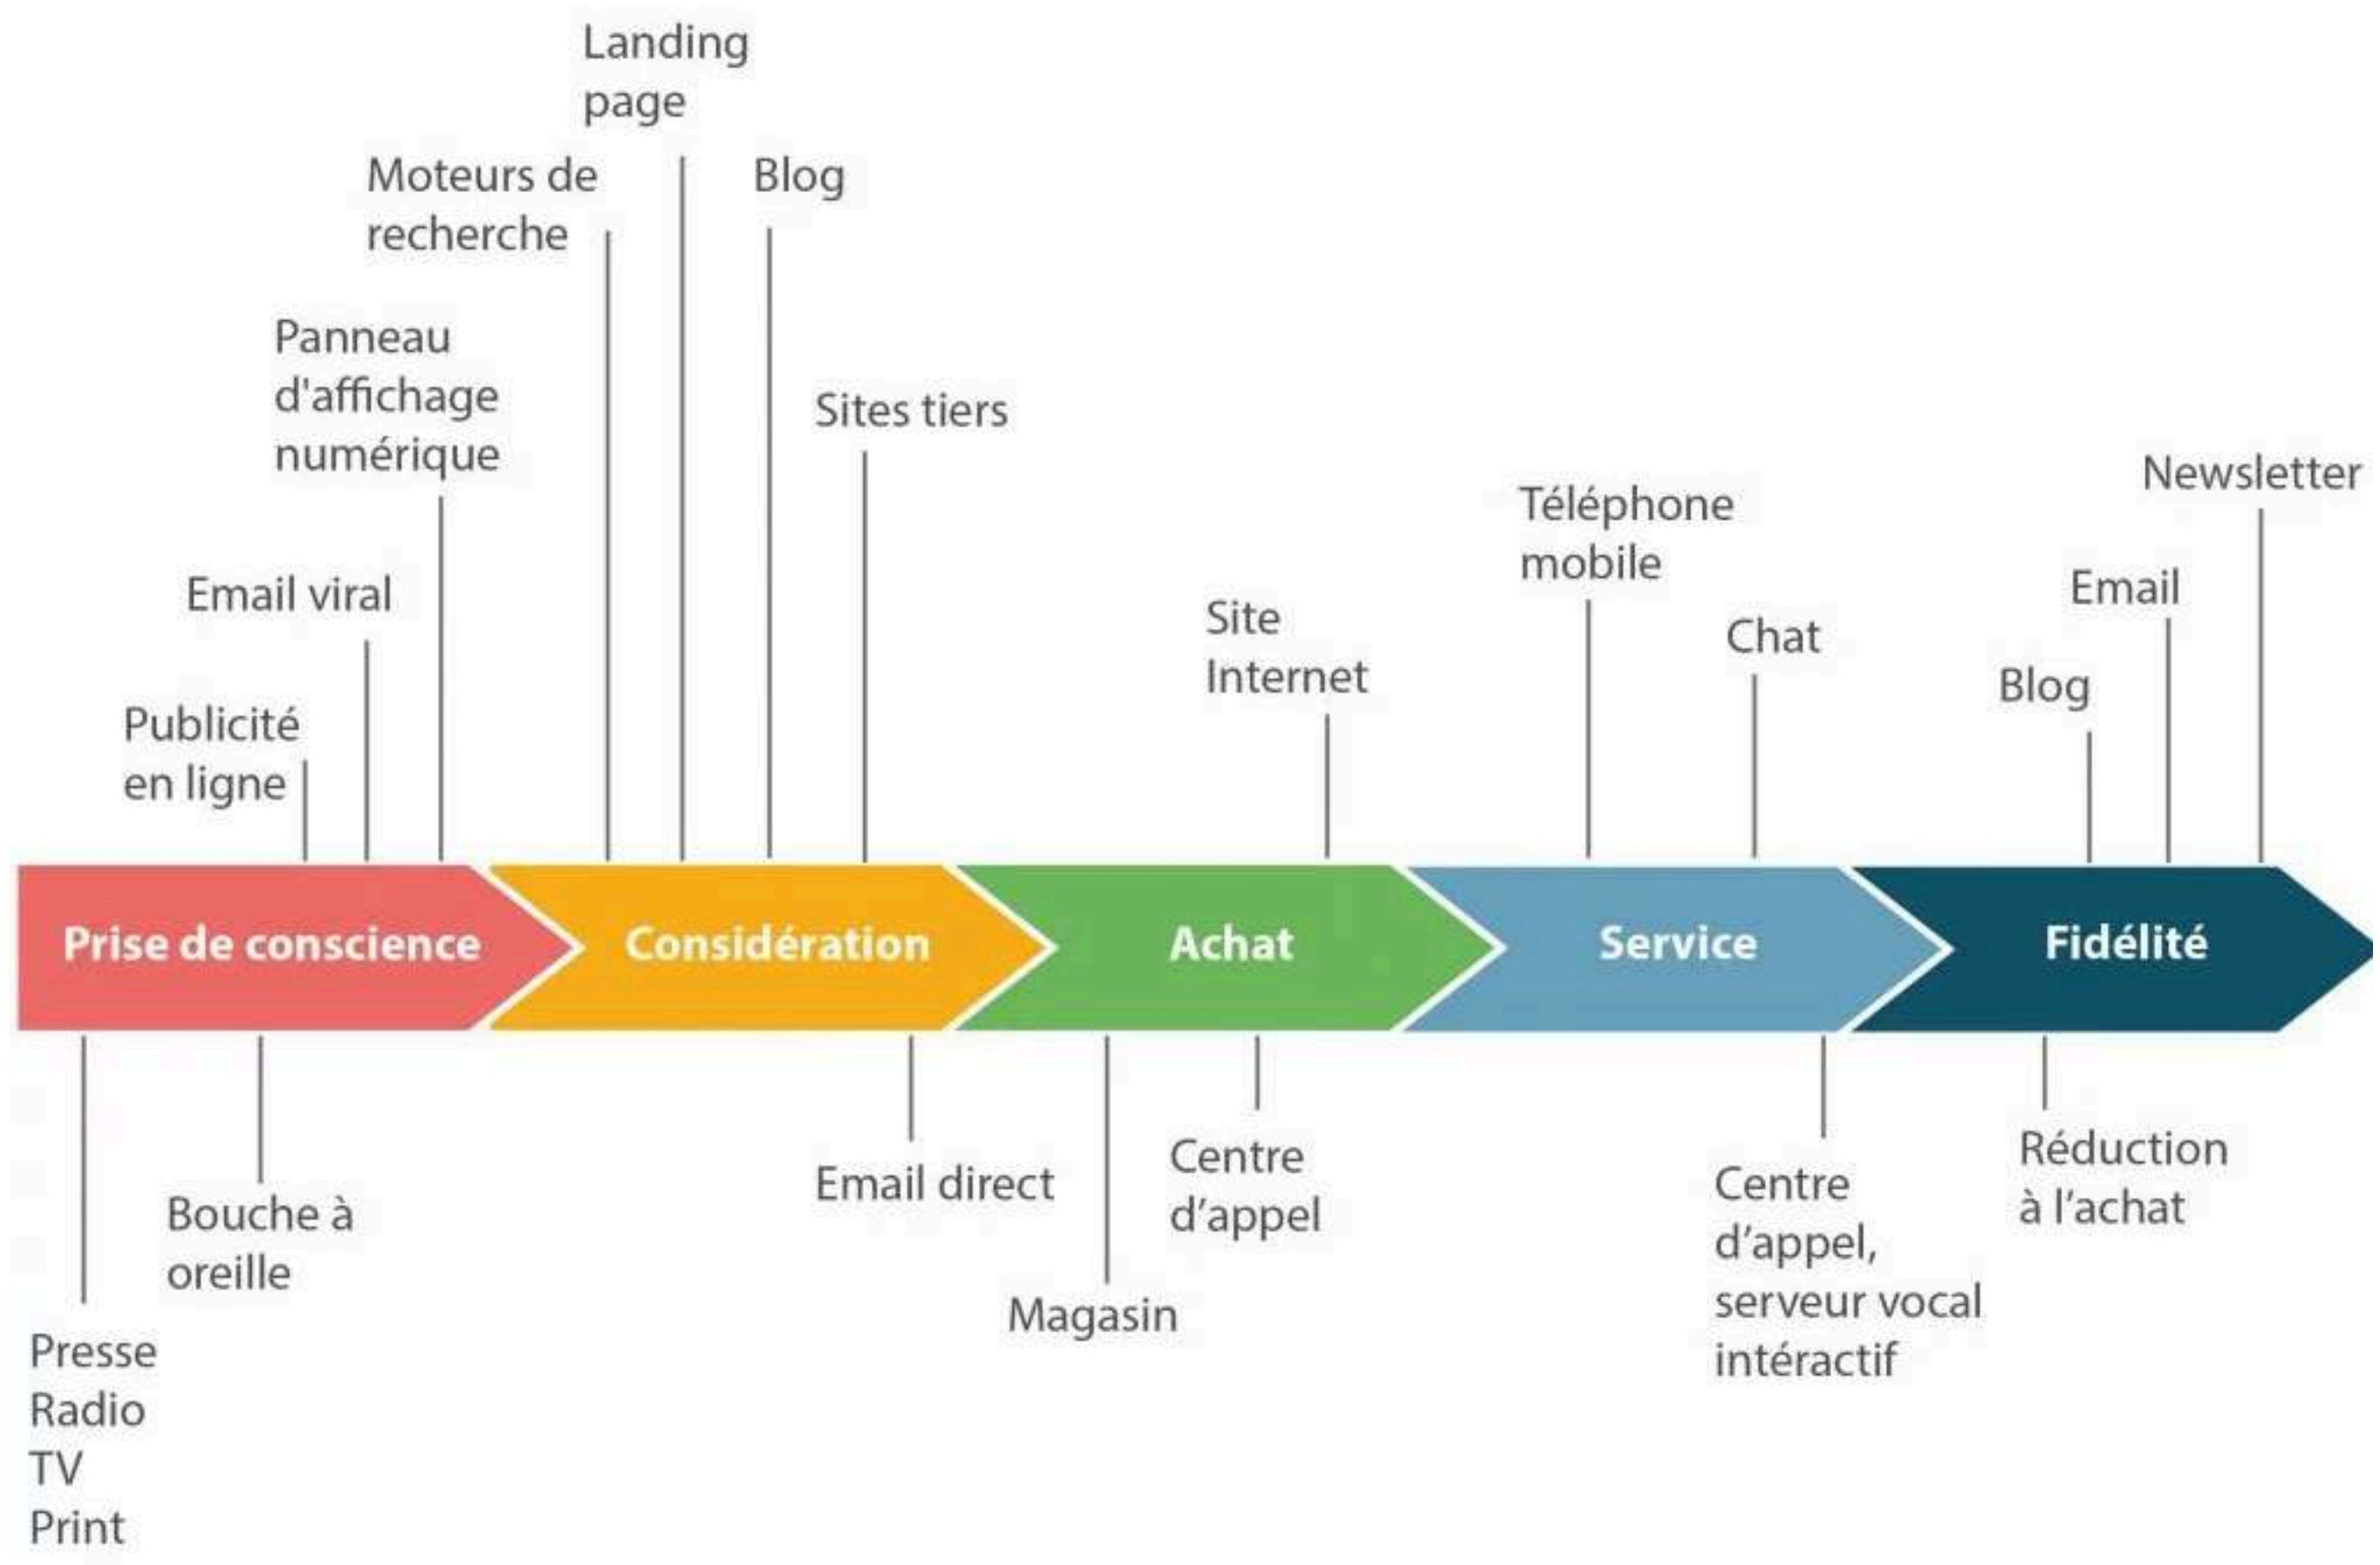 Landing
page
Moteurs de
recherche
Blog
Panneau
d'affichage
numérique
Sites tiers
Email viral
Publicité
en ligne
Site
Internet
Téléphone
mobile
Chat
Newsletter
Email
Blog
Prise de conscience
Considération
Achat
Service
Fidélité
Presse
Radio
TV
Print
Bouche à
oreille
Email direct
Magasin
Centre
d’appel
Centre
d’appel,
serveur vocal
intéractif
Réduction
à l’achat